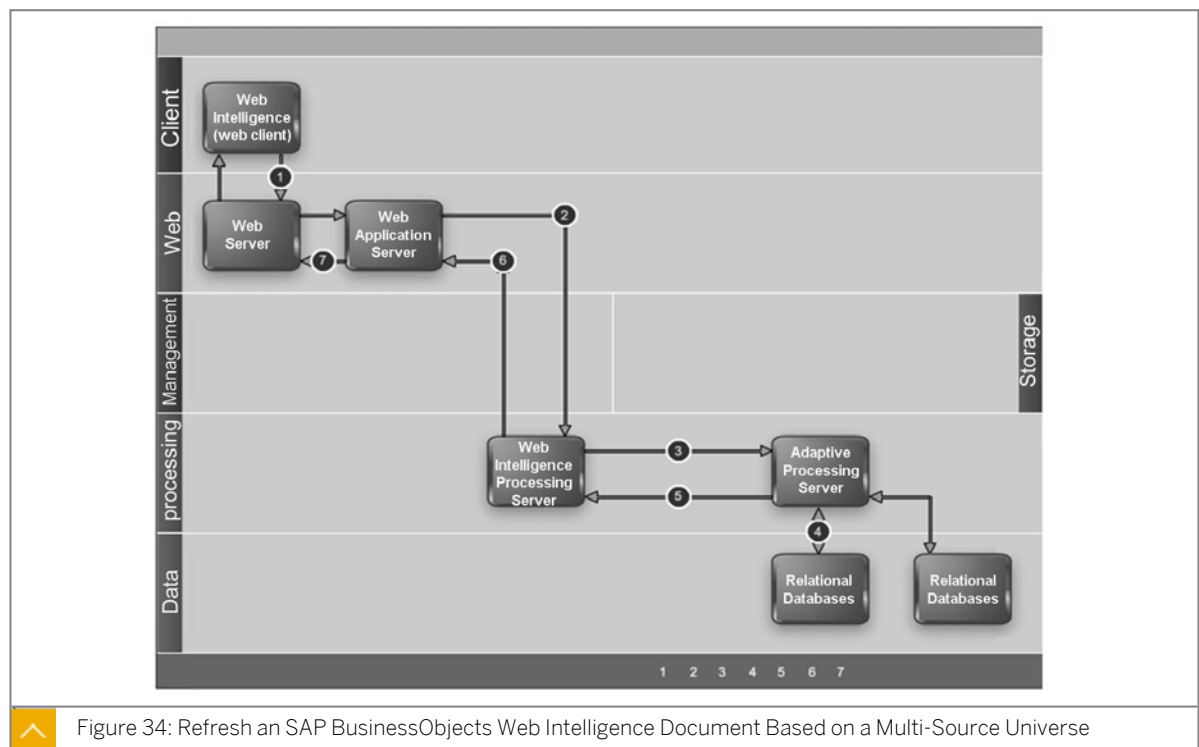 Client
Web
Intelligence
(web client)
1
Web
Web
Server
Web
Application
Server
2
7
6
Management
Storage
processing
Web
Intelligence
Processing
Server
3
5
Adaptive
Processing
Server
4
Data
Relational
Databases
Relational
Databases
1 2 3 4 5 6 7
Figure 34: Refresh an SAP BusinessObjects Web Intelligence Document Based on a Multi-Source Universe